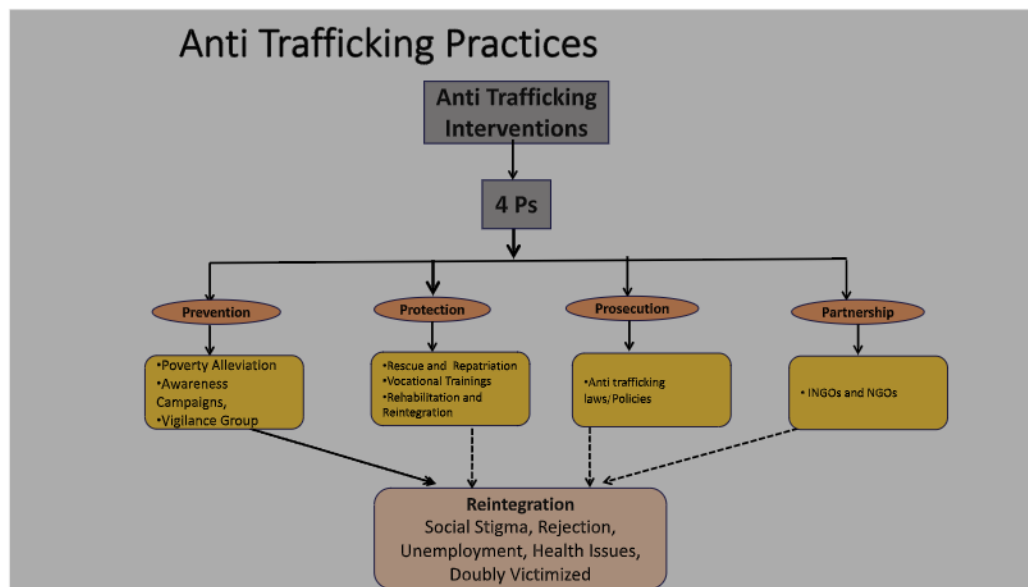 Anti Trafficking Practices
Anti Trafficking
Interventions
4 Ps
Prevention
Protection
Prosecution
Partnership
•Poverty Alleviation
•Awareness
Campaigns,
•Vigilance Group
•Rescue and Repatriation
•Vocational Trainings
•Rehabilitation and
Reintegration
•Anti trafficking
laws/Policies
• INGOs and NGOs
Reintegration
Social Stigma, Rejection,
Unemployment, Health Issues,
Doubly Victimized